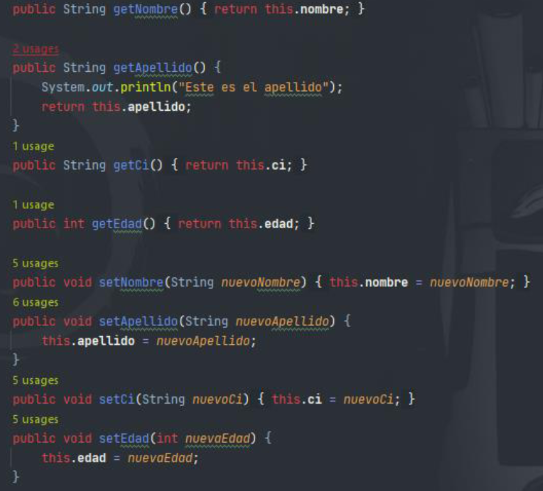 public String getNombre() { return this.nombre; }
2 usages
public String getApellido() {
System.out.println("Este es el apellido");
return this.apellido;
}
1 usage
public String getCi() { return this.ci; }
1 usage
public int getEdad() { return this.edad; }
5 usages
public void setNombre(String nuevoNombre) { this.nombre = nuevoNombre; }
6 usages
public void setApellido(String nuevoApellido) {
this.apellido = nuevoApellido;
}
5 usages
public void setCi(String nuevoCi) { this.ci = nuevoCi; }
5 usages
public void setEdad(int nuevaEdad) {
this.edad = nuevaEdad;
}